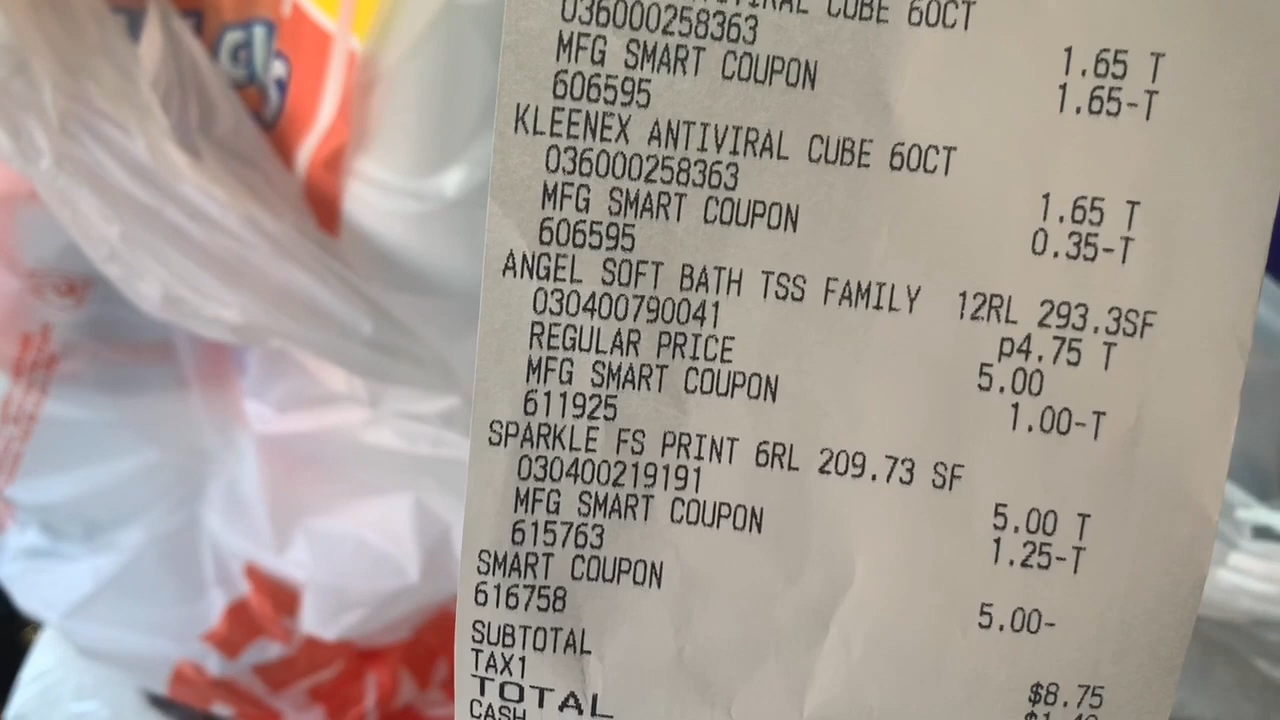 CUBE 60CT
036000258363
1.65 T
MFG SMART COUPON 1.65-T
606595
KLEENEX ANTIVIRAL CUBE 60CT
036000258363
1.65 T
MFG SMART COUPON 0.35-T
606595
ANGEL SOFT BATH TSS FAMILY 12RL 293.3SF
030400790041 p4.75 T
REGULAR PRICE 5.00
MFG SMART COUPON 1.00-T
611925
SPARKLE FS PRINT 6RL 209.73 SF
030400219191 5.00 T
MFG SMART COUPON 1.25-T
615763
SMART COUPON 5.00-
616758
SUBTOTAL $8.75
TAX1
TOTAL
CASH